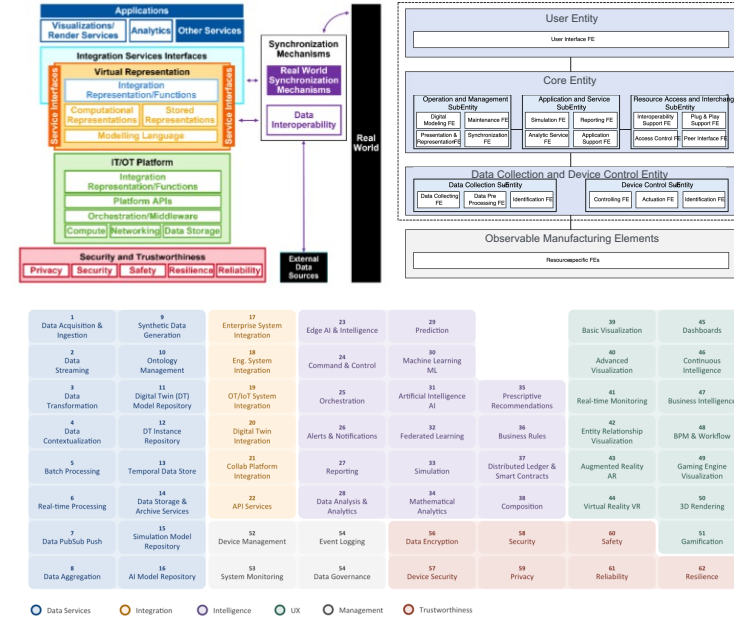 Applications
Visualizations/
Render Services
Analytics
Other Services
Integration Services Interfaces
Service Interfaces
Virtual Representation
Integration
Representation/Functions
Computational
Representations
Stored
Representations
Modelling Language
Service Interfaces
IT/OT Platform
Integration
Representation/Functions
Platform APIs
Orchestration/Middleware
Compute
Networking
Data Storage
Security and Trustworthiness
Privacy
Security
Safety
Resilience
Reliability
Synchronization
Mechanisms
Real World
Synchronization
Mechanisms
Data
Interoperability
External
Data
Sources
Real
World
User Entity
User Interface FE
Core Entity
Operation and Management
SubEntity
Digital
Modeling FE
Maintenance FE
Presentation &
RepresentationFE
Synchronization
FE
Application and Service
SubEntity
Simulation FE
Reporting FE
Analytic Service
FE
Application
Support FE
Resource Access and Interchang
SubEntity
Interoperability
Support FE
Plug & Play
Support FE
Access Control FE
Peer Interface FE
Data Collection and Device Control Entity
Data Collection SubEntity
Data Collecting
FE
Data Pre
Processing FE
Identification FE
Device Control SubEntity
Controlling FE
Actuation FE
Identification FE
Observable Manufacturing Elements
Resourcespecific FEs
1
Data Acquisition &
Ingestion
9
Synthetic Data
Generation
17
Enterprise System
Integration
23
Edge AI & Intelligence
29
Prediction
39
Basic Visualization
45
Dashboards
2
Data
Streaming
10
Ontology
Management
18
Eng. System
Integration
24
Command & Control
30
Machine Learning
ML
40
Advanced
Visualization
46
Continuous
Intelligence
3
Data
Transformation
11
Digital Twin (DT)
Model Repository
19
OT/IoT System
Integration
25
Orchestration
31
Artificial Intelligence
AI
35
Prescriptive
Recommendations
41
Real-time Monitoring
47
Business Intelligence
4
Data
Contextualization
12
DT Instance
Repository
20
Digital Twin
Integration
26
Alerts & Notifications
32
Federated Learning
36
Business Rules
42
Entity Relationship
Visualization
48
BPM & Workflow
5
Batch Processing
13
Temporal Data Store
21
Collab Platform
Integration
27
Reporting
33
Simulation
37
Distributed Ledger &
Smart Contracts
43
Augmented Reality
AR
49
Gaming Engine
Visualization
6
Real-time Processing
14
Data Storage &
Archive Services
22
API Services
28
Data Analysis &
Analytics
34
Mathematical
Analytics
38
Composition
44
Virtual Reality VR
50
3D Rendering
7
Data PubSub Push
15
Simulation Model
Repository
52
Device Management
54
Event Logging
56
Data Encryption
58
Security
60
Safety
51
Gamification
8
Data Aggregation
16
AI Model Repository
53
System Monitoring
54
Data Governance
57
Device Security
59
Privacy
61
Reliability
62
Resilience
Data Services
Integration
Intelligence
UX
Management
Trustworthiness